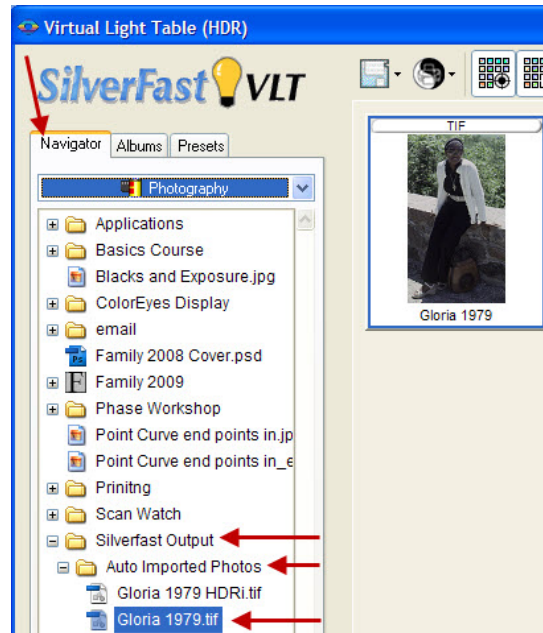 Virtual Light Table (HDR)
SilverFast VLT
Navigator Albums Presets
Photography
Applications
Basics Course
Blacks and Exposure.jpg
ColorEyes Display
email
Family 2008 Cover.psd
Family 2009
Phase Workshop
Point Curve end points in.jp
Point Curve end points in_e
Prinitng
Scan Watch
Silverfast Output
Auto Imported Photos
Gloria 1979 HDRi.tif
Gloria 1979.tif
TIF
Gloria 1979